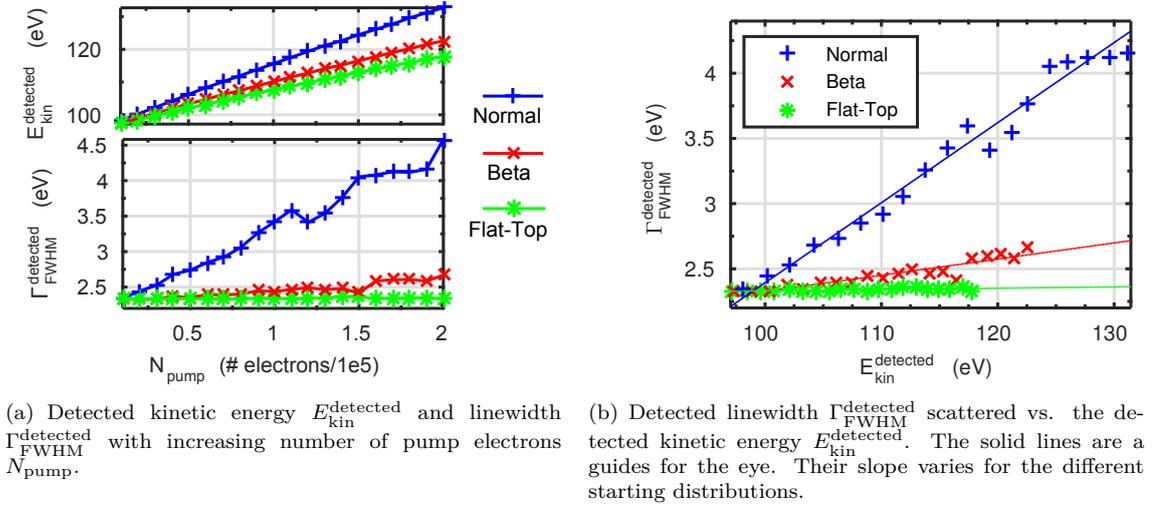 E_kin^detected (eV)
120
100
Γ_FWHM^detected (eV)
4.5
4
3.5
3
2.5
0.5
1
1.5
2
N_pump (# electrons/1e5)
Normal
Beta
Flat-Top
Γ_FWHM^detected (eV)
4
3.5
3
2.5
Normal
Beta
Flat-Top
100
110
120
130
E_kin^detected (eV)
(a) Detected kinetic energy E_kin^detected and linewidth
Γ_FWHM^detected with increasing number of pump electrons
N_pump.
(b) Detected linewidth Γ_FWHM^detected scattered vs. the de-
tected kinetic energy E_kin^detected. The solid lines are a
guides for the eye. Their slope varies for the different
starting distributions.